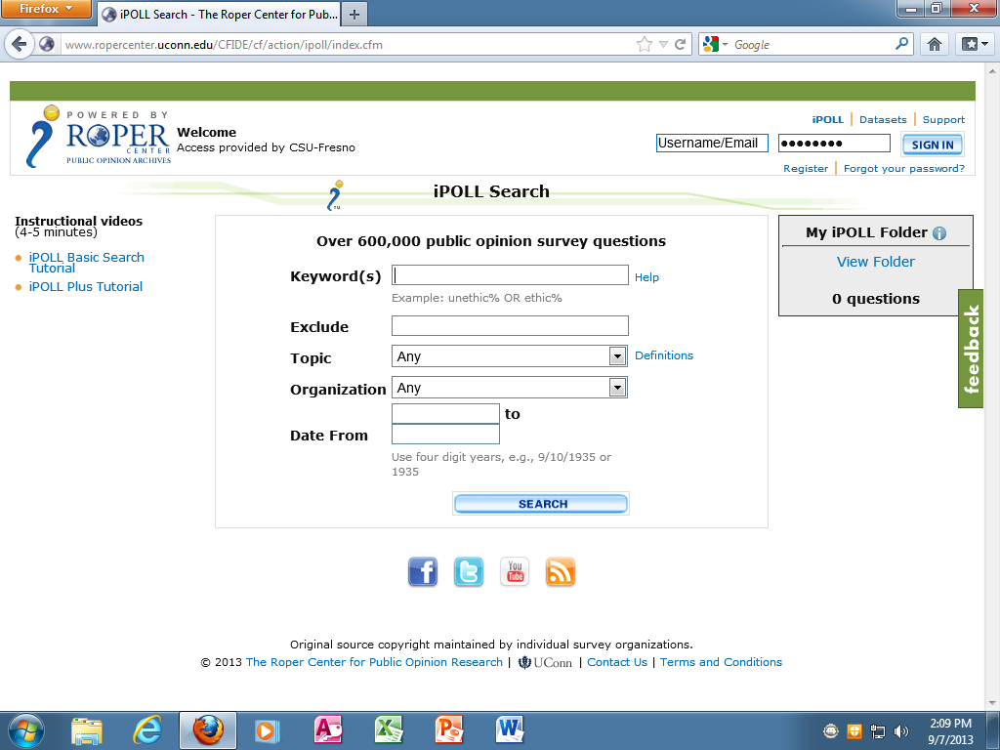 Firefox
iPOLL Search - The Roper Center for Pub...
www.ropercenter.uconn.edu/CFIDE/cf/action/ipoll/index.cfm
Google
POWERED BY
ROPER
CENTER
PUBLIC OPINION ARCHIVES
Welcome
Access provided by CSU-Fresno
iPOLL | Datasets | Support
Username/Email
SIGN IN
Register | Forgot your password?
iPOLL Search
TM
Instructional videos
(4-5 minutes)
iPOLL Basic Search
Tutorial
iPOLL Plus Tutorial
Over 600,000 public opinion survey questions
Keyword(s)
Help
Example: unethic% OR ethic%
Exclude
Topic
Any
Definitions
Organization
Any
to
Date From
Use four digit years, e.g., 9/10/1935 or
1935
SEARCH
My iPOLL Folder i
View Folder
0 questions
feedback
f
t
You
Tube
Original source copyright maintained by individual survey organizations.
© 2013 The Roper Center for Public Opinion Research | UConn | Contact Us | Terms and Conditions
2:09 PM
9/7/2013